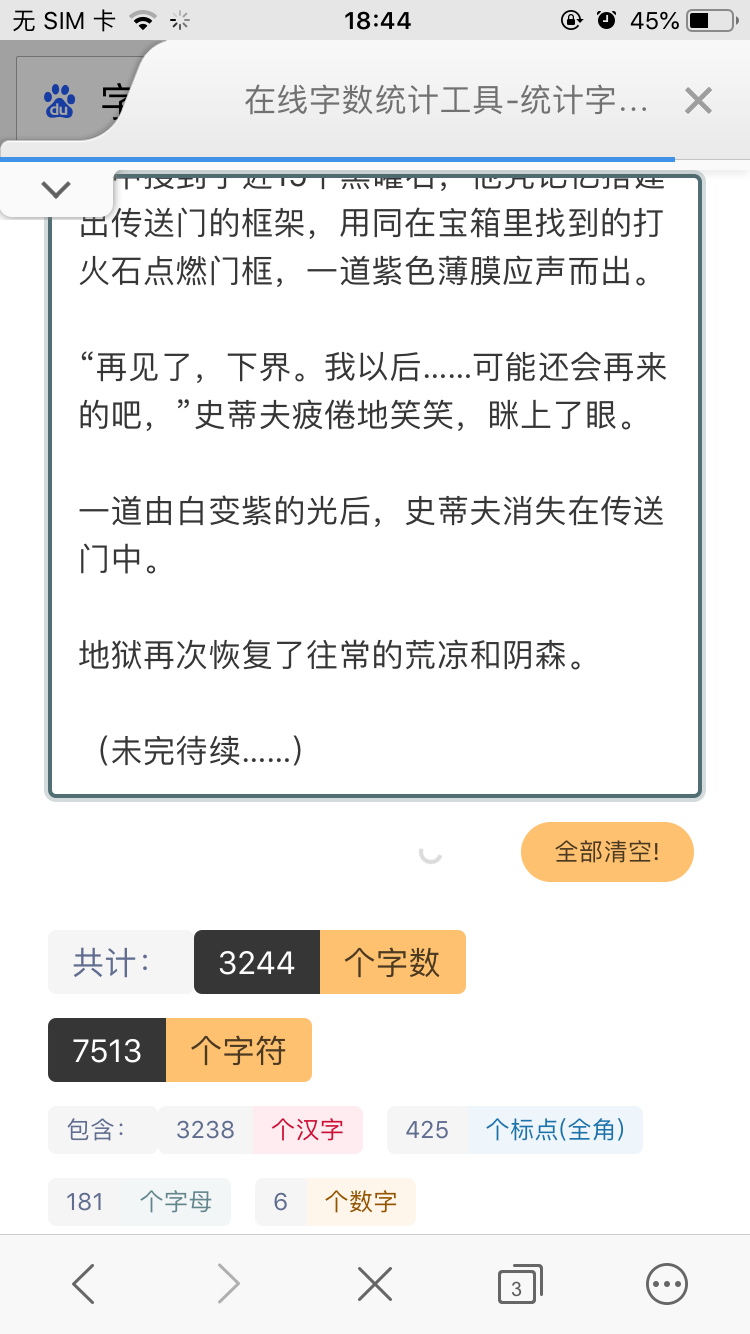 无 SIM 卡 18:44 45%
du 字 在线字数统计工具-统计字...
出传送门的框架，用同在宝箱里找到的打
火石点燃门框，一道紫色薄膜应声而出。
“再见了，下界。我以后……可能还会再来
的吧，”史蒂夫疲倦地笑笑，眯上了眼。
一道由白变紫的光后，史蒂夫消失在传送
门中。
地狱再次恢复了往常的荒凉和阴森。
（未完待续……）
全部清空!
共计： 3244 个字数
7513 个字符
包含： 3238 个汉字 425 个标点(全角)
181 个字母 6 个数字
3